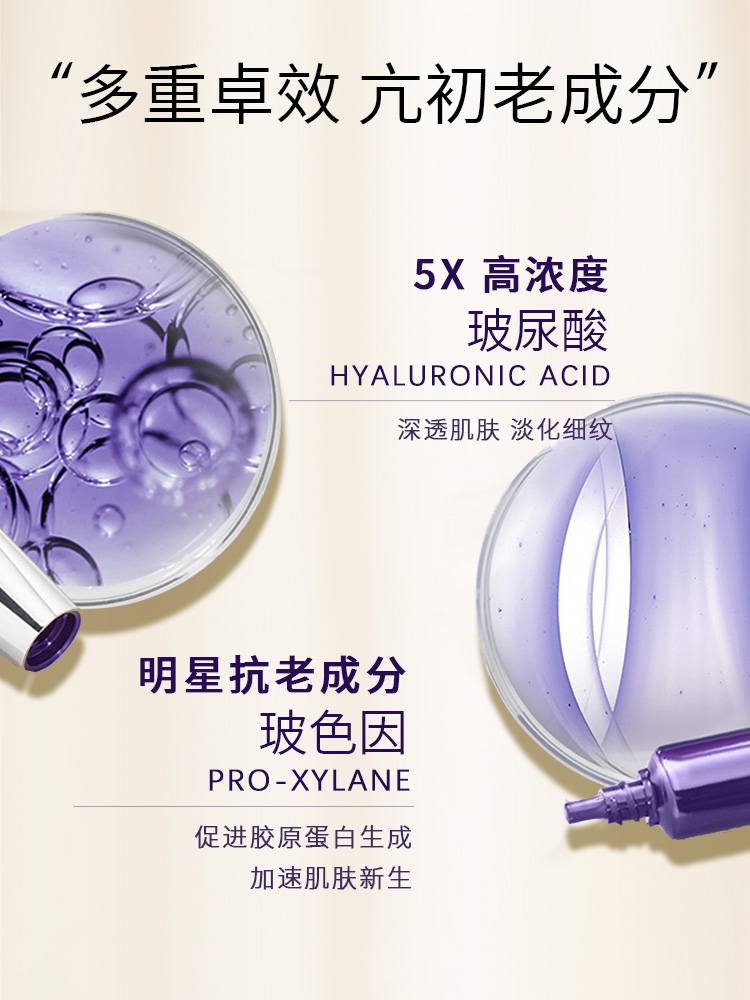 “多重卓效 亢初老成分”
5X 高浓度
玻尿酸
HYALURONIC ACID
深透肌肤 淡化细纹
明星抗老成分
玻色因
PRO-XYLANE
促进胶原蛋白生成
加速肌肤新生